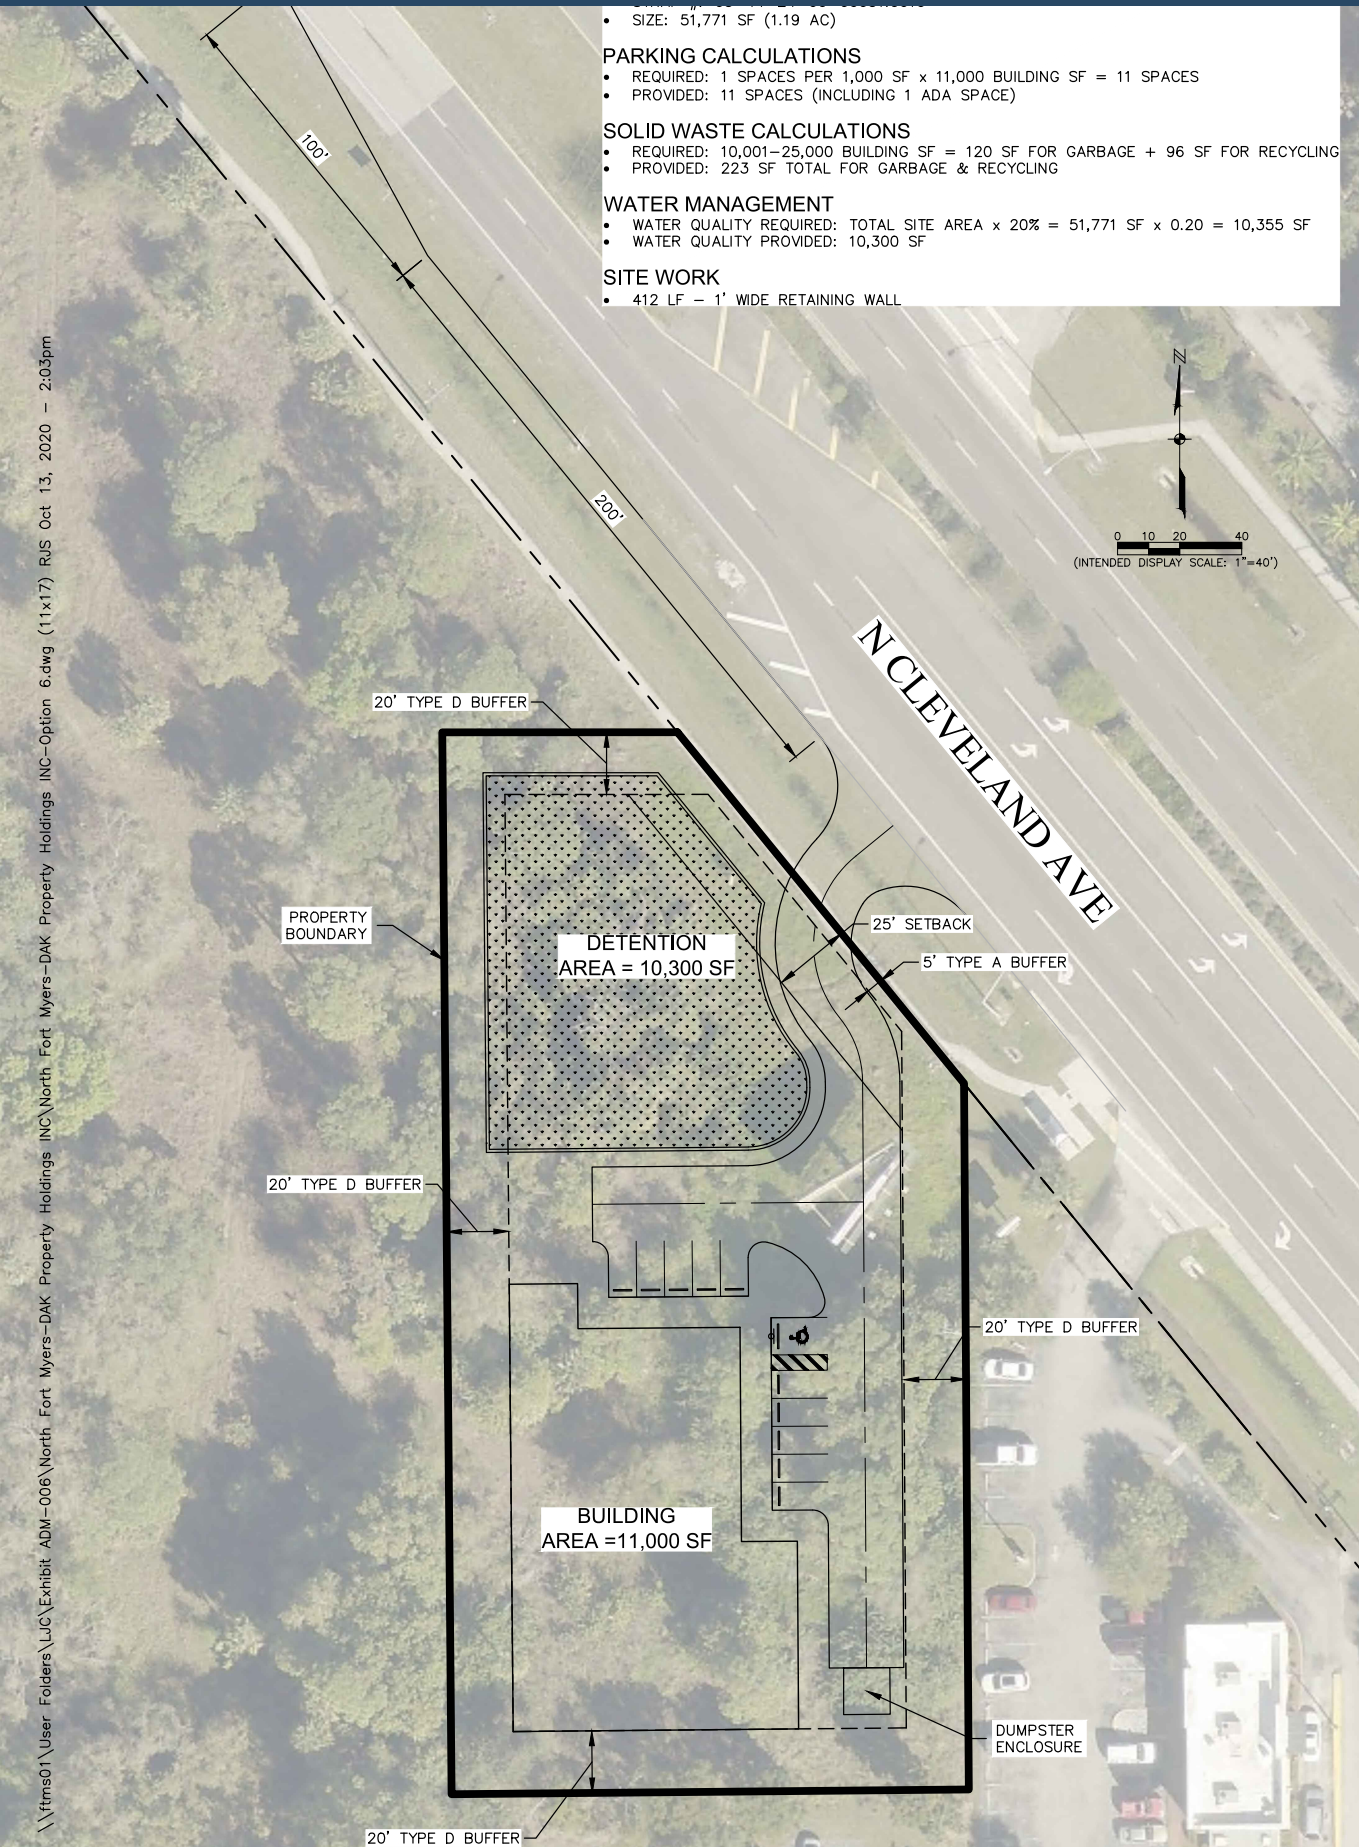 • SIZE: 51,771 SF (1.19 AC)
PARKING CALCULATIONS
• REQUIRED: 1 SPACES PER 1,000 SF x 11,000 BUILDING SF = 11 SPACES
• PROVIDED: 11 SPACES (INCLUDING 1 ADA SPACE)
SOLID WASTE CALCULATIONS
• REQUIRED: 10,001-25,000 BUILDING SF = 120 SF FOR GARBAGE + 96 SF FOR RECYCLING
• PROVIDED: 223 SF TOTAL FOR GARBAGE & RECYCLING
WATER MANAGEMENT
• WATER QUALITY REQUIRED: TOTAL SITE AREA x 20% = 51,771 SF x 0.20 = 10,355 SF
• WATER QUALITY PROVIDED: 10,300 SF
SITE WORK
• 412 LF - 1' WIDE RETAINING WALL
100'
200'
N
0 10 20 40
(INTENDED DISPLAY SCALE: 1"=40')
N CLEVELAND AVE
20' TYPE D BUFFER
PROPERTY
BOUNDARY
DETENTION
AREA = 10,300 SF
25' SETBACK
5' TYPE A BUFFER
20' TYPE D BUFFER
20' TYPE D BUFFER
BUILDING
AREA =11,000 SF
DUMPSTER
ENCLOSURE
20' TYPE D BUFFER
\\ftms01\User Folders\LJC\Exhibit ADM-006\North Fort Myers-DAK Property Holdings INC\North Fort Myers-DAK Property Holdings INC-Option 6.dwg (11x17) RJS Oct 13, 2020 - 2:03pm